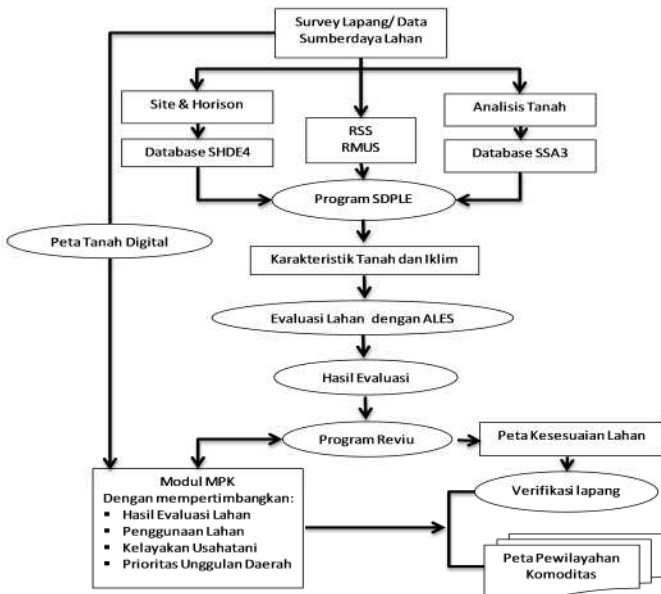 Survey Lapang/ Data
Sumberdaya Lahan
Site & Horison
RSS
RMUS
Analisis Tanah
Database SHDE4
Database SSA3
Program SDPLE
Peta Tanah Digital
Karakteristik Tanah dan Iklim
Evaluasi Lahan dengan ALES
Hasil Evaluasi
Program Reviu
Peta Kesesuaian Lahan
Modul MPK
Dengan mempertimbangkan:
▪ Hasil Evaluasi Lahan
▪ Penggunaan Lahan
▪ Kelayakan Usahatani
▪ Prioritas Unggulan Daerah
Verifikasi lapang
Peta Pewilayahan
Komoditas